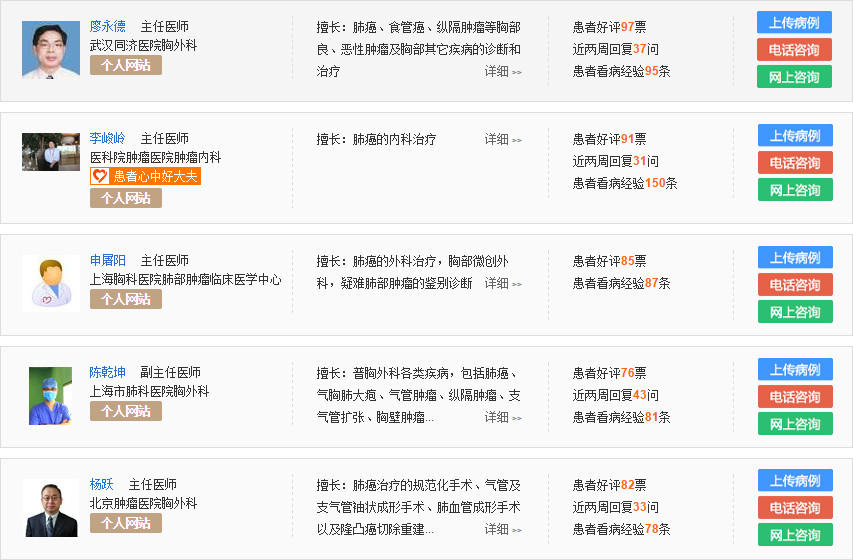 廖永德 主任医师
武汉同济医院胸外科
个人网站
擅长：肺癌、食管癌、纵隔肿瘤等胸部
良、恶性肿瘤及胸部其它疾病的诊断和
治疗 详细 >>
患者好评97票
近两周回复37问
患者看病经验95条
上传病例
电话咨询
网上咨询
李峻岭 主任医师
医科院肿瘤医院肿瘤内科
患者心中好大夫
个人网站
擅长：肺癌的内科治疗 详细 >>
患者好评91票
近两周回复31问
患者看病经验150条
上传病例
电话咨询
网上咨询
申屠阳 主任医师
上海胸科医院肺部肿瘤临床医学中心
个人网站
擅长：肺癌的外科治疗，胸部微创外
科，疑难肺部肿瘤的鉴别诊断 详细 >>
患者好评85票
患者看病经验87条
上传病例
电话咨询
网上咨询
陈乾坤 副主任医师
上海市肺科医院胸外科
个人网站
擅长：普胸外科各类疾病，包括肺癌、
气胸肺大疱、气管肿瘤、纵隔肿瘤、支
气管扩张、胸壁肿瘤... 详细 >>
患者好评76票
近两周回复43问
患者看病经验81条
上传病例
电话咨询
网上咨询
杨跃 主任医师
北京肿瘤医院胸外科
个人网站
擅长：肺癌治疗的规范化手术、气管及
支气管袖状成形手术、肺血管成形手术
以及隆凸癌切除重建... 详细 >>
患者好评82票
近两周回复33问
患者看病经验78条
上传病例
电话咨询
网上咨询